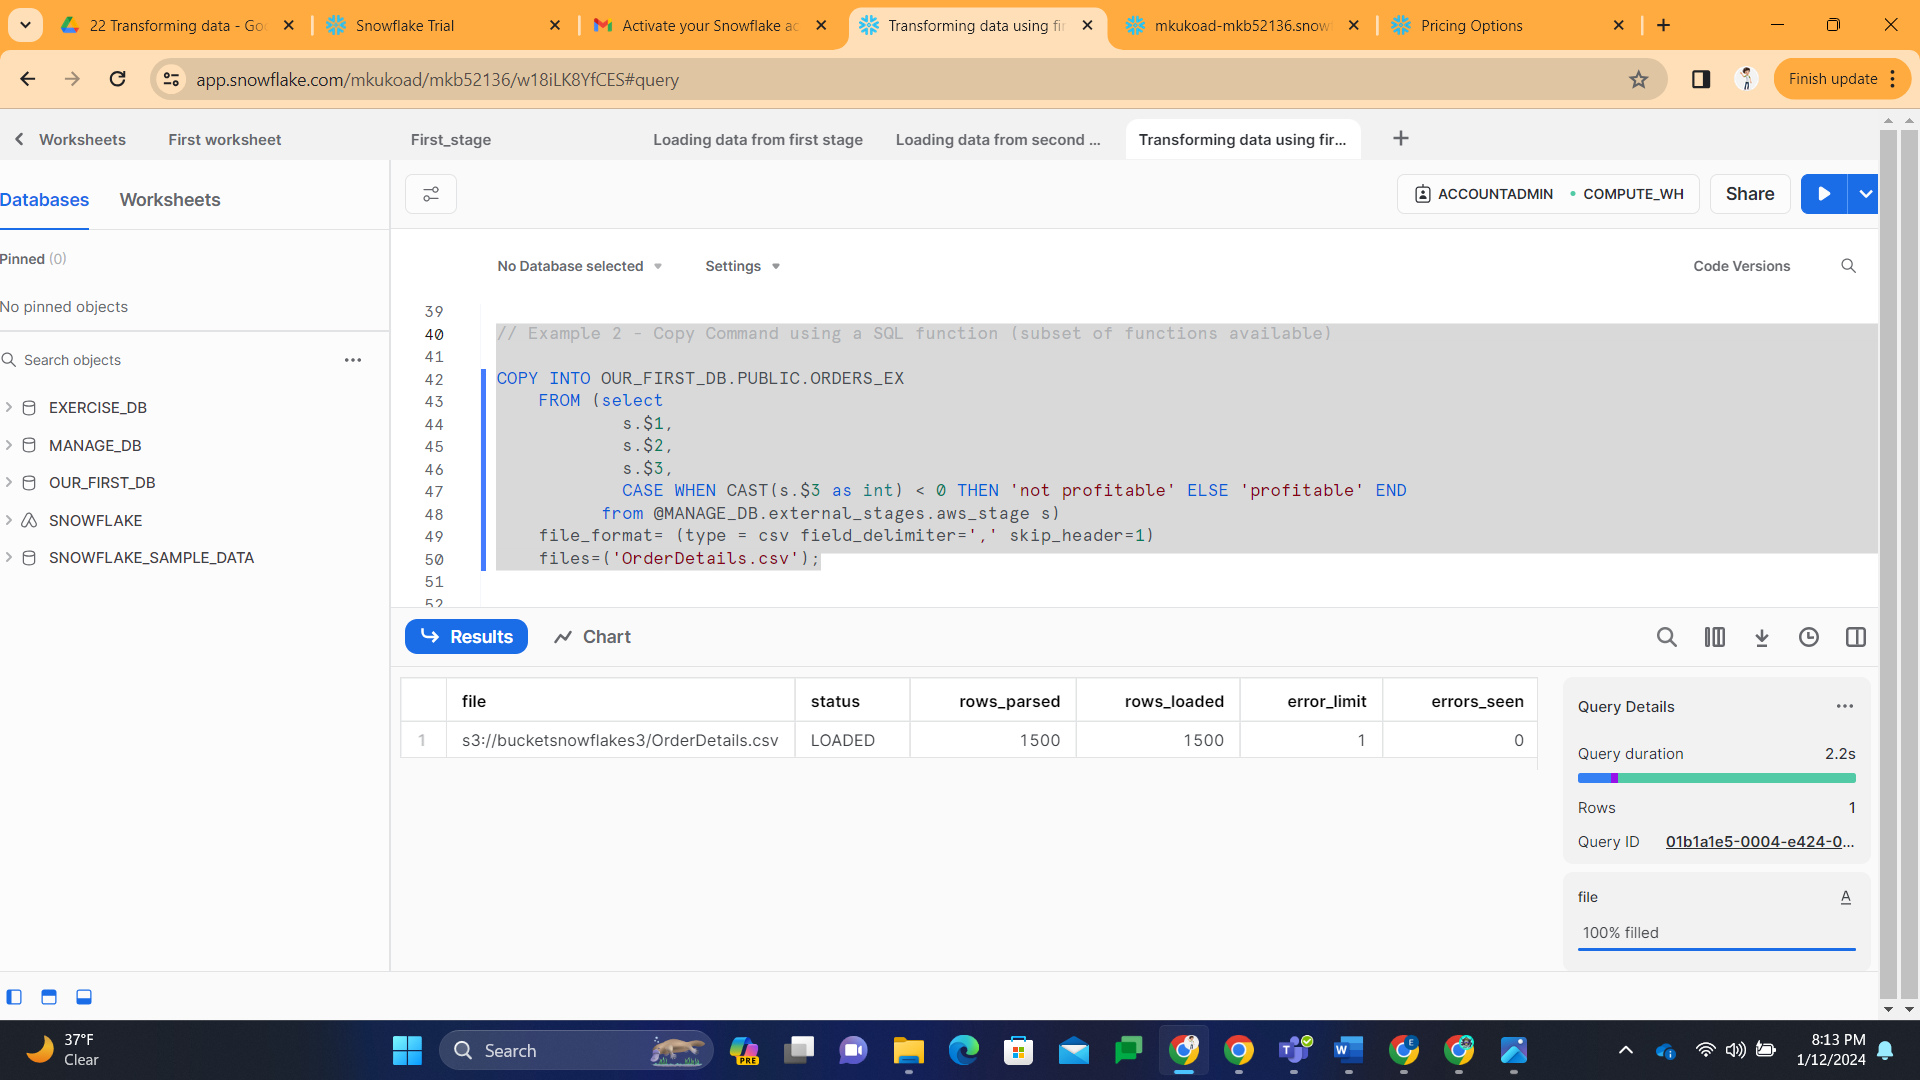 22 Transforming data - Go
Snowflake Trial
Activate your Snowflake ac
Transforming data using fir
mkukoad-mkb52136.snow
Pricing Options
app.snowflake.com/mkukoad/mkb52136/w18iLK8YfCES#query
Finish update
Worksheets
First worksheet
First_stage
Loading data from first stage
Loading data from second ...
Transforming data using fir...
Databases
Worksheets
ACCOUNTADMIN
COMPUTE_WH
Share
Pinned (0)
No pinned objects
Search objects
EXERCISE_DB
MANAGE_DB
OUR_FIRST_DB
SNOWFLAKE
SNOWFLAKE_SAMPLE_DATA
No Database selected
Settings
Code Versions
39
40 // Example 2 - Copy Command using a SQL function (subset of functions available)
41
42 COPY INTO OUR_FIRST_DB.PUBLIC.ORDERS_EX
43 FROM (select
44 s.$1,
45 s.$2,
46 s.$3,
47 CASE WHEN CAST(s.$3 as int) < 0 THEN 'not profitable' ELSE 'profitable' END
48 from @MANAGE_DB.external_stages.aws_stage s)
49 file_format= (type = csv field_delimiter=',' skip_header=1)
50 files=('OrderDetails.csv');
51
52
Results
Chart
file status rows_parsed rows_loaded error_limit errors_seen
1 s3://bucketsnowflakes3/OrderDetails.csv LOADED 1500 1500 1 0
Query Details
Query duration 2.2s
Rows 1
Query ID 01b1a1e5-0004-e424-0...
file A
100% filled
37°F
Clear
Search
PRE
8:13 PM
1/12/2024